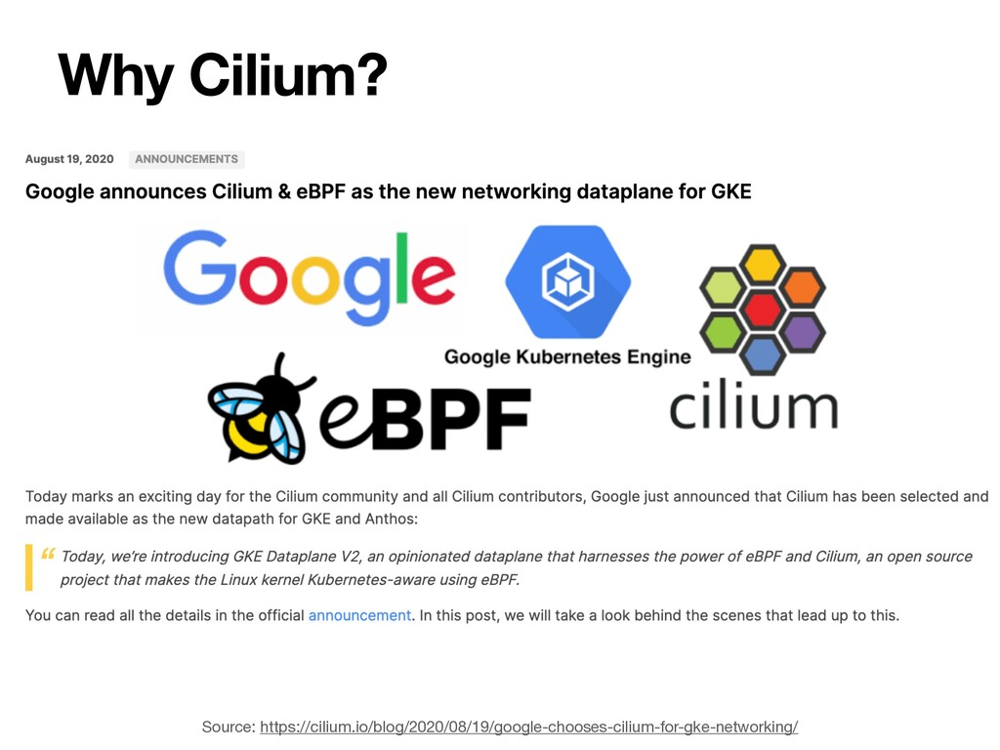 Why Cilium?
August 19, 2020 ANNOUNCEMENTS
Google announces Cilium & eBPF as the new networking dataplane for GKE
Google
Google Kubernetes Engine
eBPF
cilium
Today marks an exciting day for the Cilium community and all Cilium contributors, Google just announced that Cilium has been selected and
made available as the new datapath for GKE and Anthos:
“ Today, we’re introducing GKE Dataplane V2, an opinionated dataplane that harnesses the power of eBPF and Cilium, an open source
project that makes the Linux kernel Kubernetes-aware using eBPF.
You can read all the details in the official announcement. In this post, we will take a look behind the scenes that lead up to this.
Source: https://cilium.io/blog/2020/08/19/google-chooses-cilium-for-gke-networking/